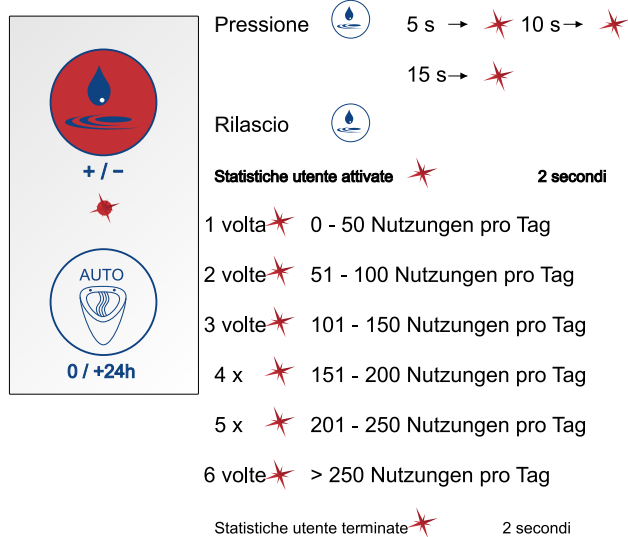 Pressione 5 s 10 s
15 s
Rilascio
+ / −
Statistiche utente attivate 2 secondi
1 volta 0 - 50 Nutzungen pro Tag
AUTO
2 volte 51 - 100 Nutzungen pro Tag
3 volte 101 - 150 Nutzungen pro Tag
0 / +24h
4 x 151 - 200 Nutzungen pro Tag
5 x 201 - 250 Nutzungen pro Tag
6 volte > 250 Nutzungen pro Tag
Statistiche utente terminate 2 secondi